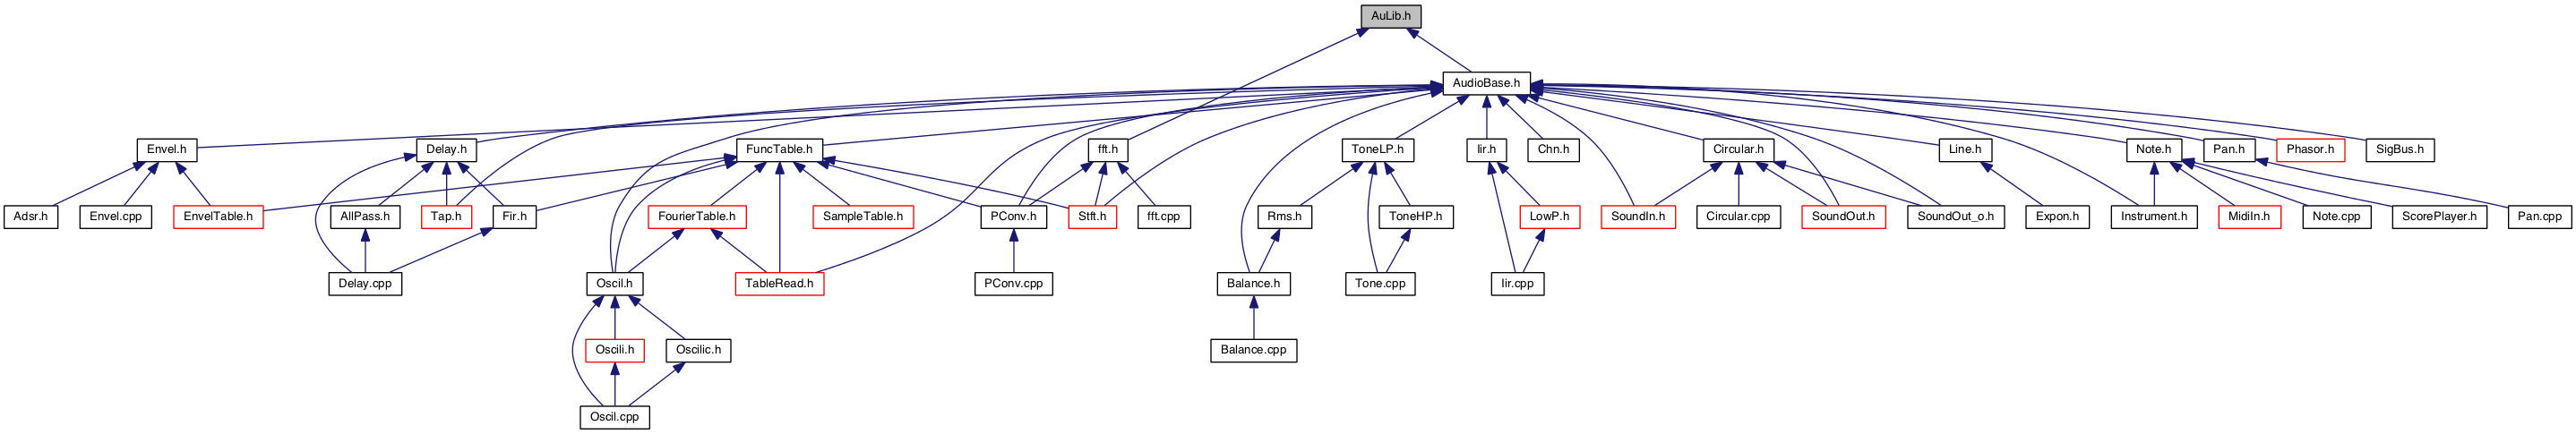 AuLib.h
AudioBase.h
Envel.h
Delay.h
FuncTable.h
fft.h
ToneLP.h
Iir.h
Chn.h
Circular.h
Line.h
Note.h
Pan.h
Phasor.h
SigBus.h
Adsr.h
Envel.cpp
EnvelTable.h
AllPass.h
Tap.h
Fir.h
FourierTable.h
SampleTable.h
PConv.h
Stft.h
fft.cpp
Rms.h
ToneHP.h
LowP.h
SoundIn.h
Circular.cpp
SoundOut.h
SoundOut_o.h
Expon.h
Instrument.h
MidiIn.h
Note.cpp
ScorePlayer.h
Pan.cpp
Delay.cpp
Oscil.h
TableRead.h
PConv.cpp
Balance.h
Tone.cpp
Iir.cpp
Oscili.h
Oscilic.h
Balance.cpp
Oscil.cpp